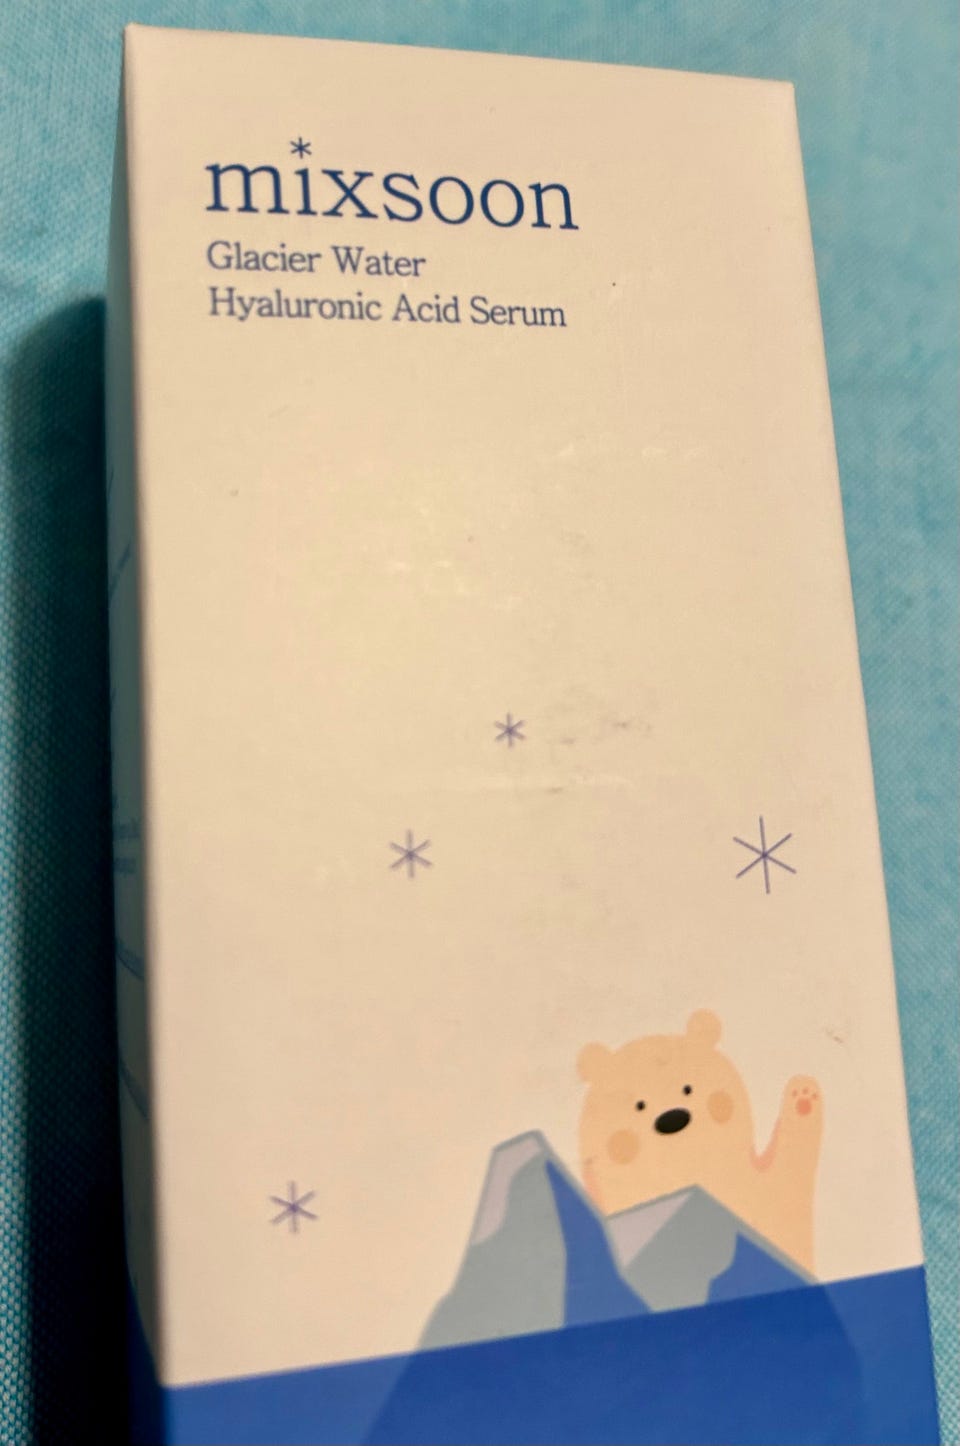 mixsoon
Glacier Water
Hyaluronic Acid Serum